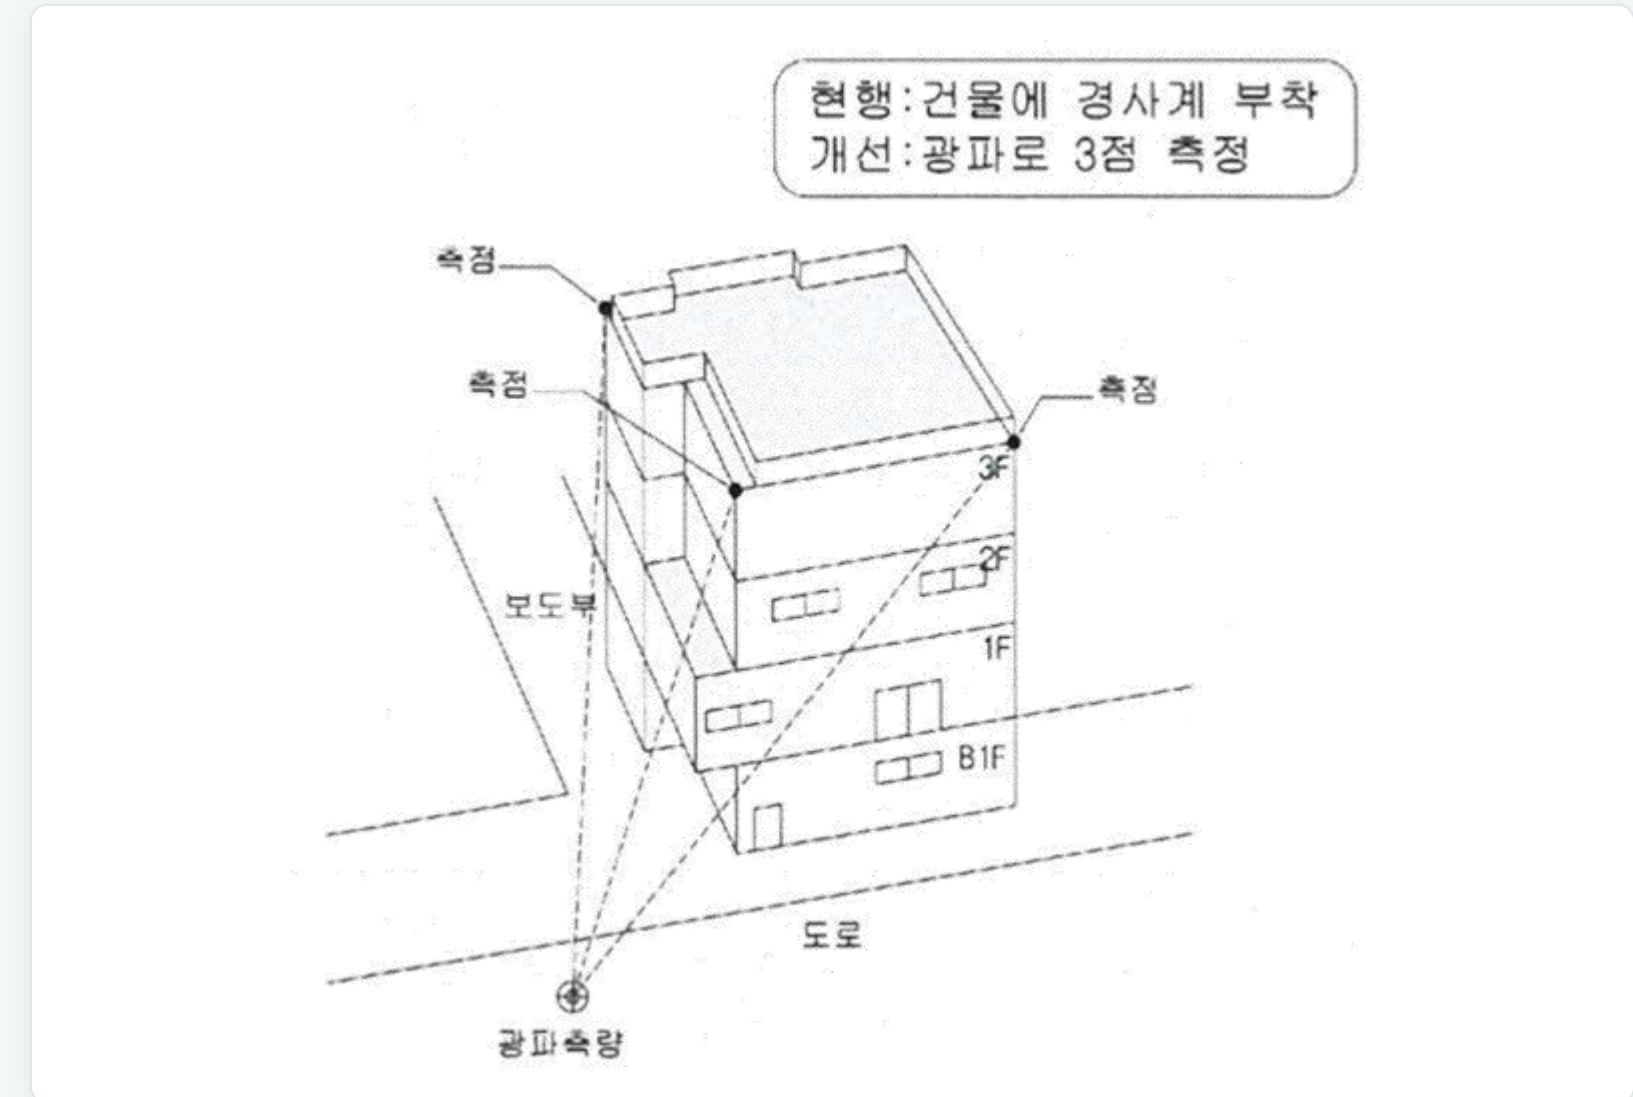 현행:건물에 경사계 부착
개선:광파로 3점 측정
측점
측점
측점
3F
2F
보도부
1F
B1F
도로
광파측량